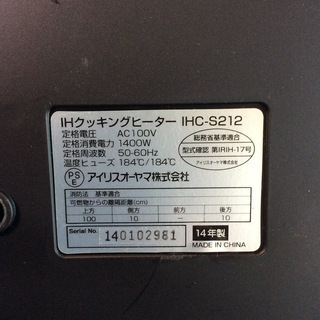 IHクッキングヒーター IHC-S212
定格電圧 AC100V
定格消費電力 1400W
定格周波数 50-60Hz
温度ヒューズ 184℃/184℃
総務省基準適合
型式確認 第IRIH-17号
アイリスオーヤマ株式会社
PSE アイリスオーヤマ株式会社
消防法 基準適合
可燃物からの離隔距離(cm)
上方 側方 前方 後方
100 10 - 10
Serial No. 140102981
14年製
MADE IN CHINA